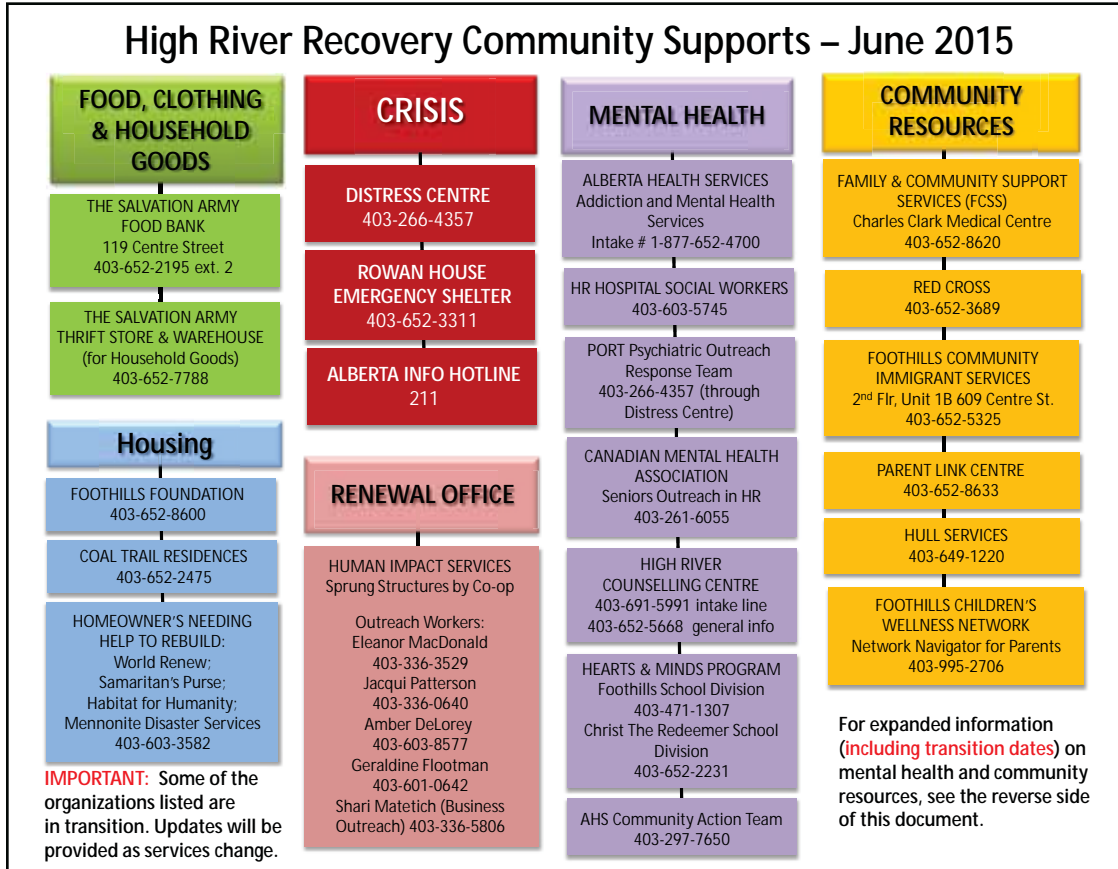 High River Recovery Community Supports – June 2015
FOOD, CLOTHING
& HOUSEHOLD
GOODS
THE SALVATION ARMY
FOOD BANK
119 Centre Street
403-652-2195 ext. 2
THE SALVATION ARMY
THRIFT STORE & WAREHOUSE
(for Household Goods)
403-652-7788
Housing
FOOTHILLS FOUNDATION
403-652-8600
COAL TRAIL RESIDENCES
403-652-2475
HOMEOWNER'S NEEDING
HELP TO REBUILD:
World Renew;
Samaritan's Purse;
Habitat for Humanity;
Mennonite Disaster Services
403-603-3582
IMPORTANT: Some of the
organizations listed are
in transition. Updates will be
provided as services change.
CRISIS
DISTRESS CENTRE
403-266-4357
ROWAN HOUSE
EMERGENCY SHELTER
403-652-3311
ALBERTA INFO HOTLINE
211
RENEWAL OFFICE
HUMAN IMPACT SERVICES
Sprung Structures by Co-op
Outreach Workers:
Eleanor MacDonald
403-336-3529
Jacqui Patterson
403-336-0640
Amber DeLorey
403-603-8577
Geraldine Flootman
403-601-0642
Shari Matetich (Business
Outreach) 403-336-5806
MENTAL HEALTH
ALBERTA HEALTH SERVICES
Addiction and Mental Health
Services
Intake # 1-877-652-4700
HR HOSPITAL SOCIAL WORKERS
403-603-5745
PORT Psychiatric Outreach
Response Team
403-266-4357 (through
Distress Centre)
CANADIAN MENTAL HEALTH
ASSOCIATION
Seniors Outreach in HR
403-261-6055
HIGH RIVER
COUNSELLING CENTRE
403-691-5991 intake line
403-652-5668 general info
HEARTS & MINDS PROGRAM
Foothills School Division
403-471-1307
Christ The Redeemer School
Division
403-652-2231
AHS Community Action Team
403-297-7650
COMMUNITY
RESOURCES
FAMILY & COMMUNITY SUPPORT
SERVICES (FCSS)
Charles Clark Medical Centre
403-652-8620
RED CROSS
403-652-3689
FOOTHILLS COMMUNITY
IMMIGRANT SERVICES
2nd Flr, Unit 1B 609 Centre St.
403-652-5325
PARENT LINK CENTRE
403-652-8633
HULL SERVICES
403-649-1220
FOOTHILLS CHILDREN'S
WELLNESS NETWORK
Network Navigator for Parents
403-995-2706
For expanded information
(including transition dates) on
mental health and community
resources, see the reverse side
of this document.